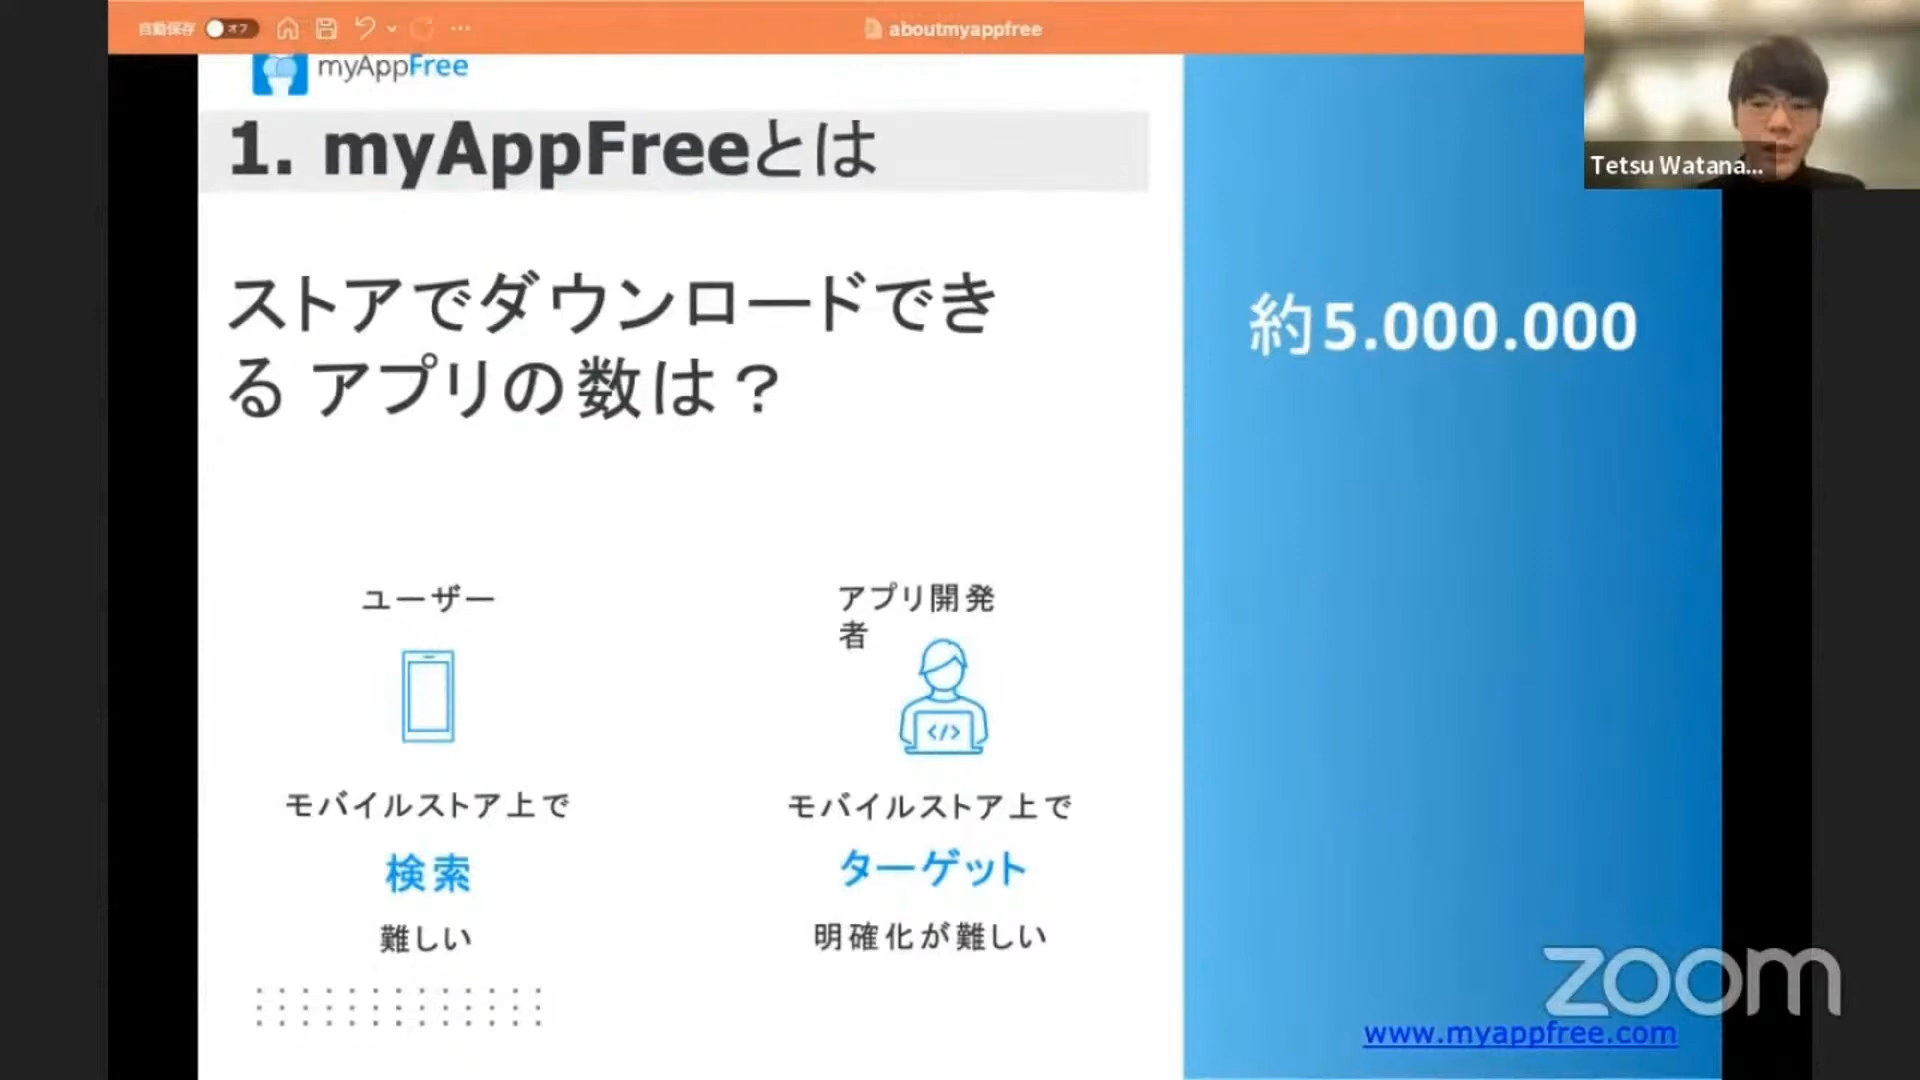 自動保存 オフ
aboutmyappfree
myAppFree
Tetsu Watana...
1. myAppFreeとは
ストアでダウンロードでき
る アプリの数は？
約5.000.000
ユーザー
アプリ開発
者
</>
モバイルストア上で
モバイルストア上で
検索
ターゲット
難しい
明確化が難しい
zoom
www.myappfree.com